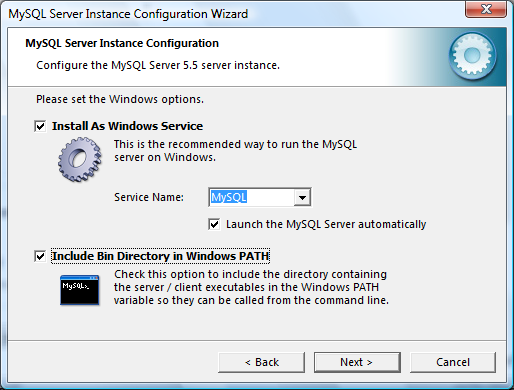 MySQL Server Instance Configuration Wizard
MySQL Server Instance Configuration
Configure the MySQL Server 5.5 server instance.
Please set the Windows options.
Install As Windows Service
This is the recommended way to run the MySQL
server on Windows.
Service Name:
MySQL
Launch the MySQL Server automatically
Include Bin Directory in Windows PATH
MySQL>_
Check this option to include the directory containing
the server / client executables in the Windows PATH
variable so they can be called from the command line.
< Back
Next >
Cancel